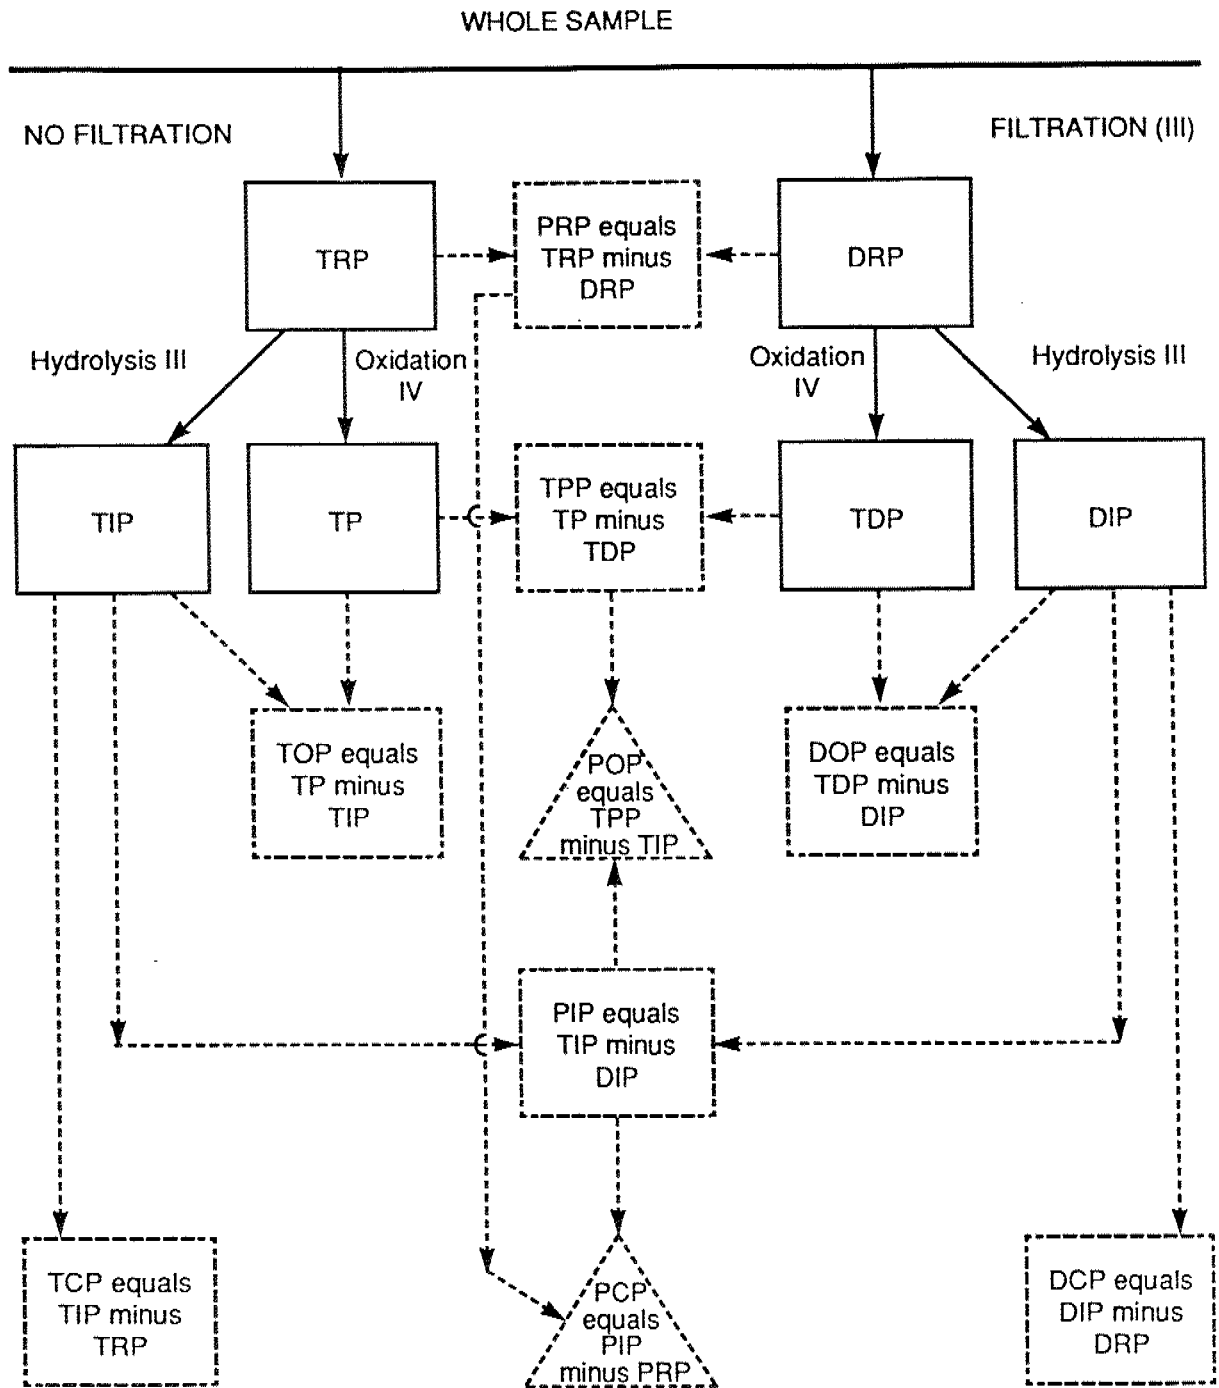 WHOLE SAMPLE
NO FILTRATION
FILTRATION (III)
TRP
PRP equals
TRP minus
DRP
DRP
Hydrolysis III
Oxidation
IV
Oxidation
IV
Hydrolysis III
TIP
TP
TPP equals
TP minus
TDP
TDP
DIP
TOP equals
TP minus
TIP
POP
equals
TPP
minus TIP
DOP equals
TDP minus
DIP
PIP equals
TIP minus
DIP
TCP equals
TIP minus
TRP
PCP
equals
PIP
minus PRP
DCP equals
DIP minus
DRP